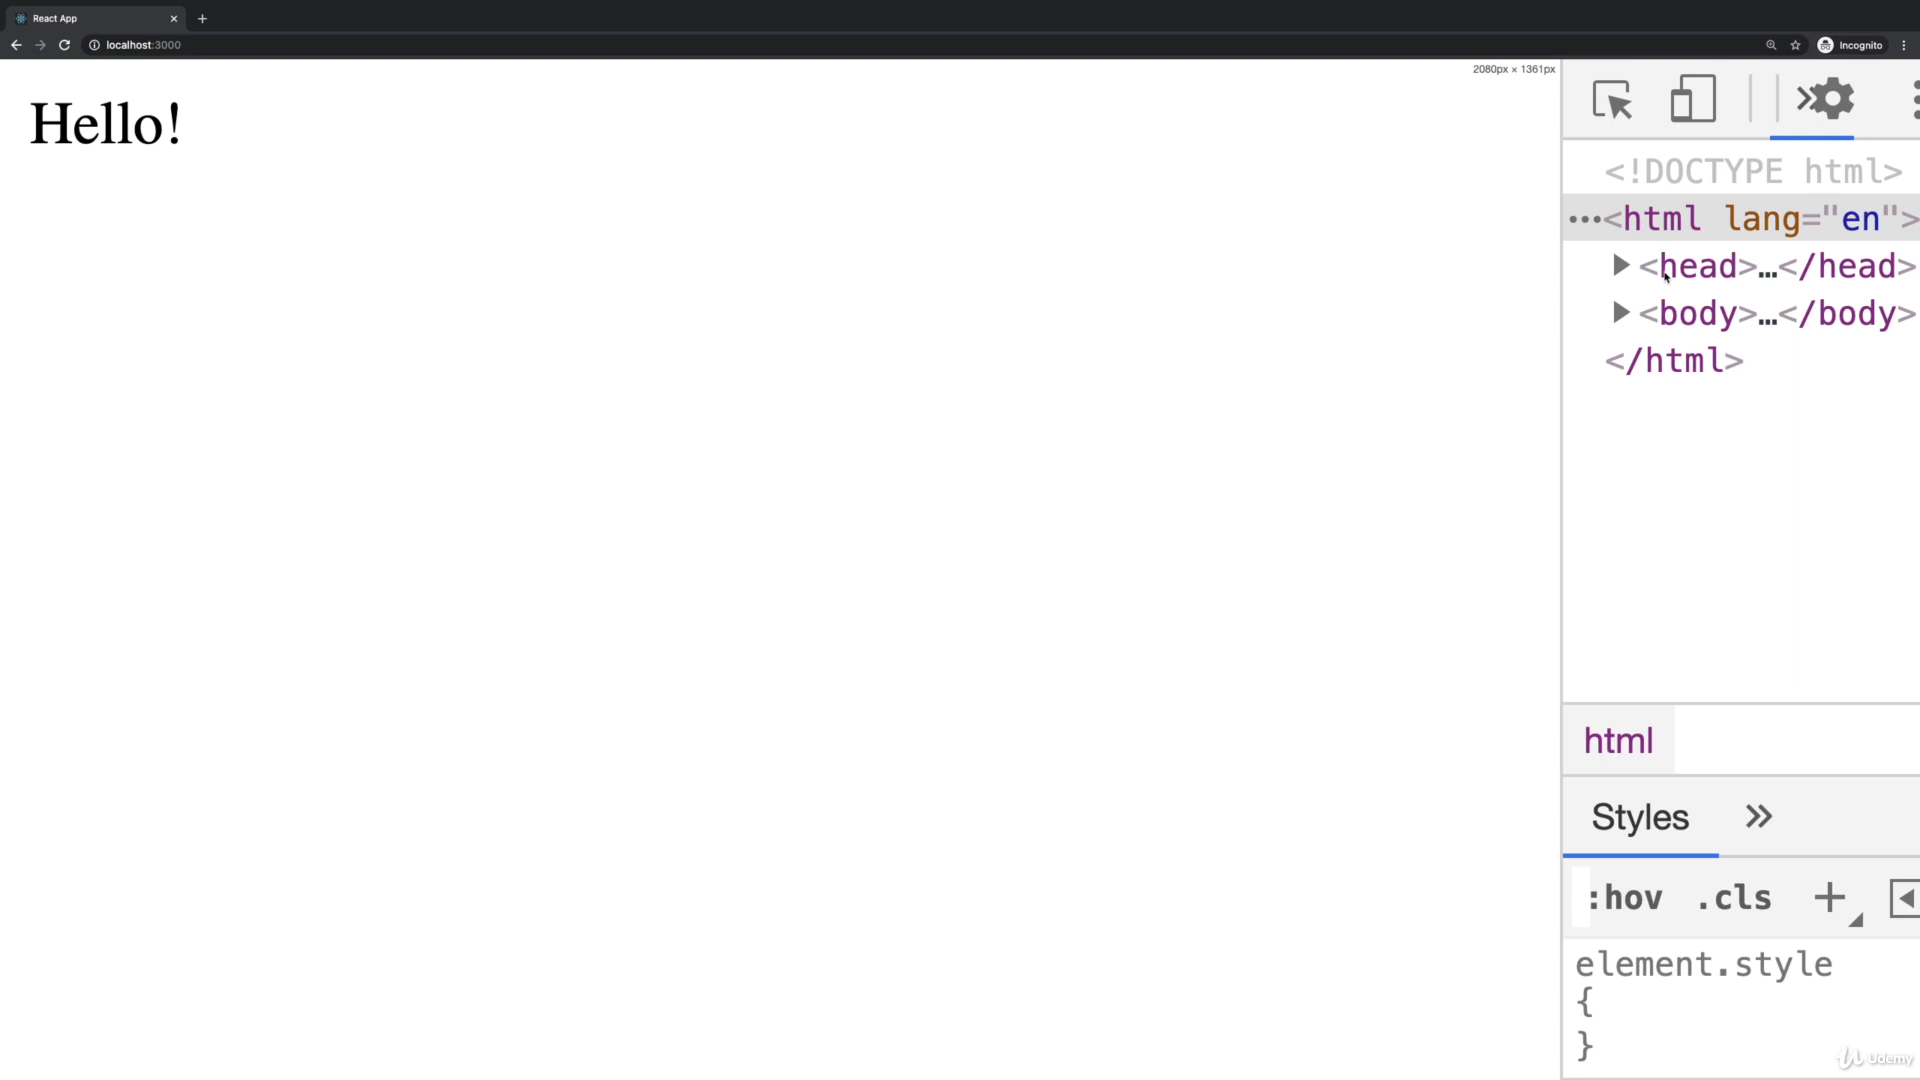 React App
localhost:3000
Incognito
2080px × 1361px
Hello!
<!DOCTYPE html>
…<html lang="en">
<head>…</head>
<body>…</body>
</html>
html
Styles
:hov .cls
element.style
{
}
Udemy